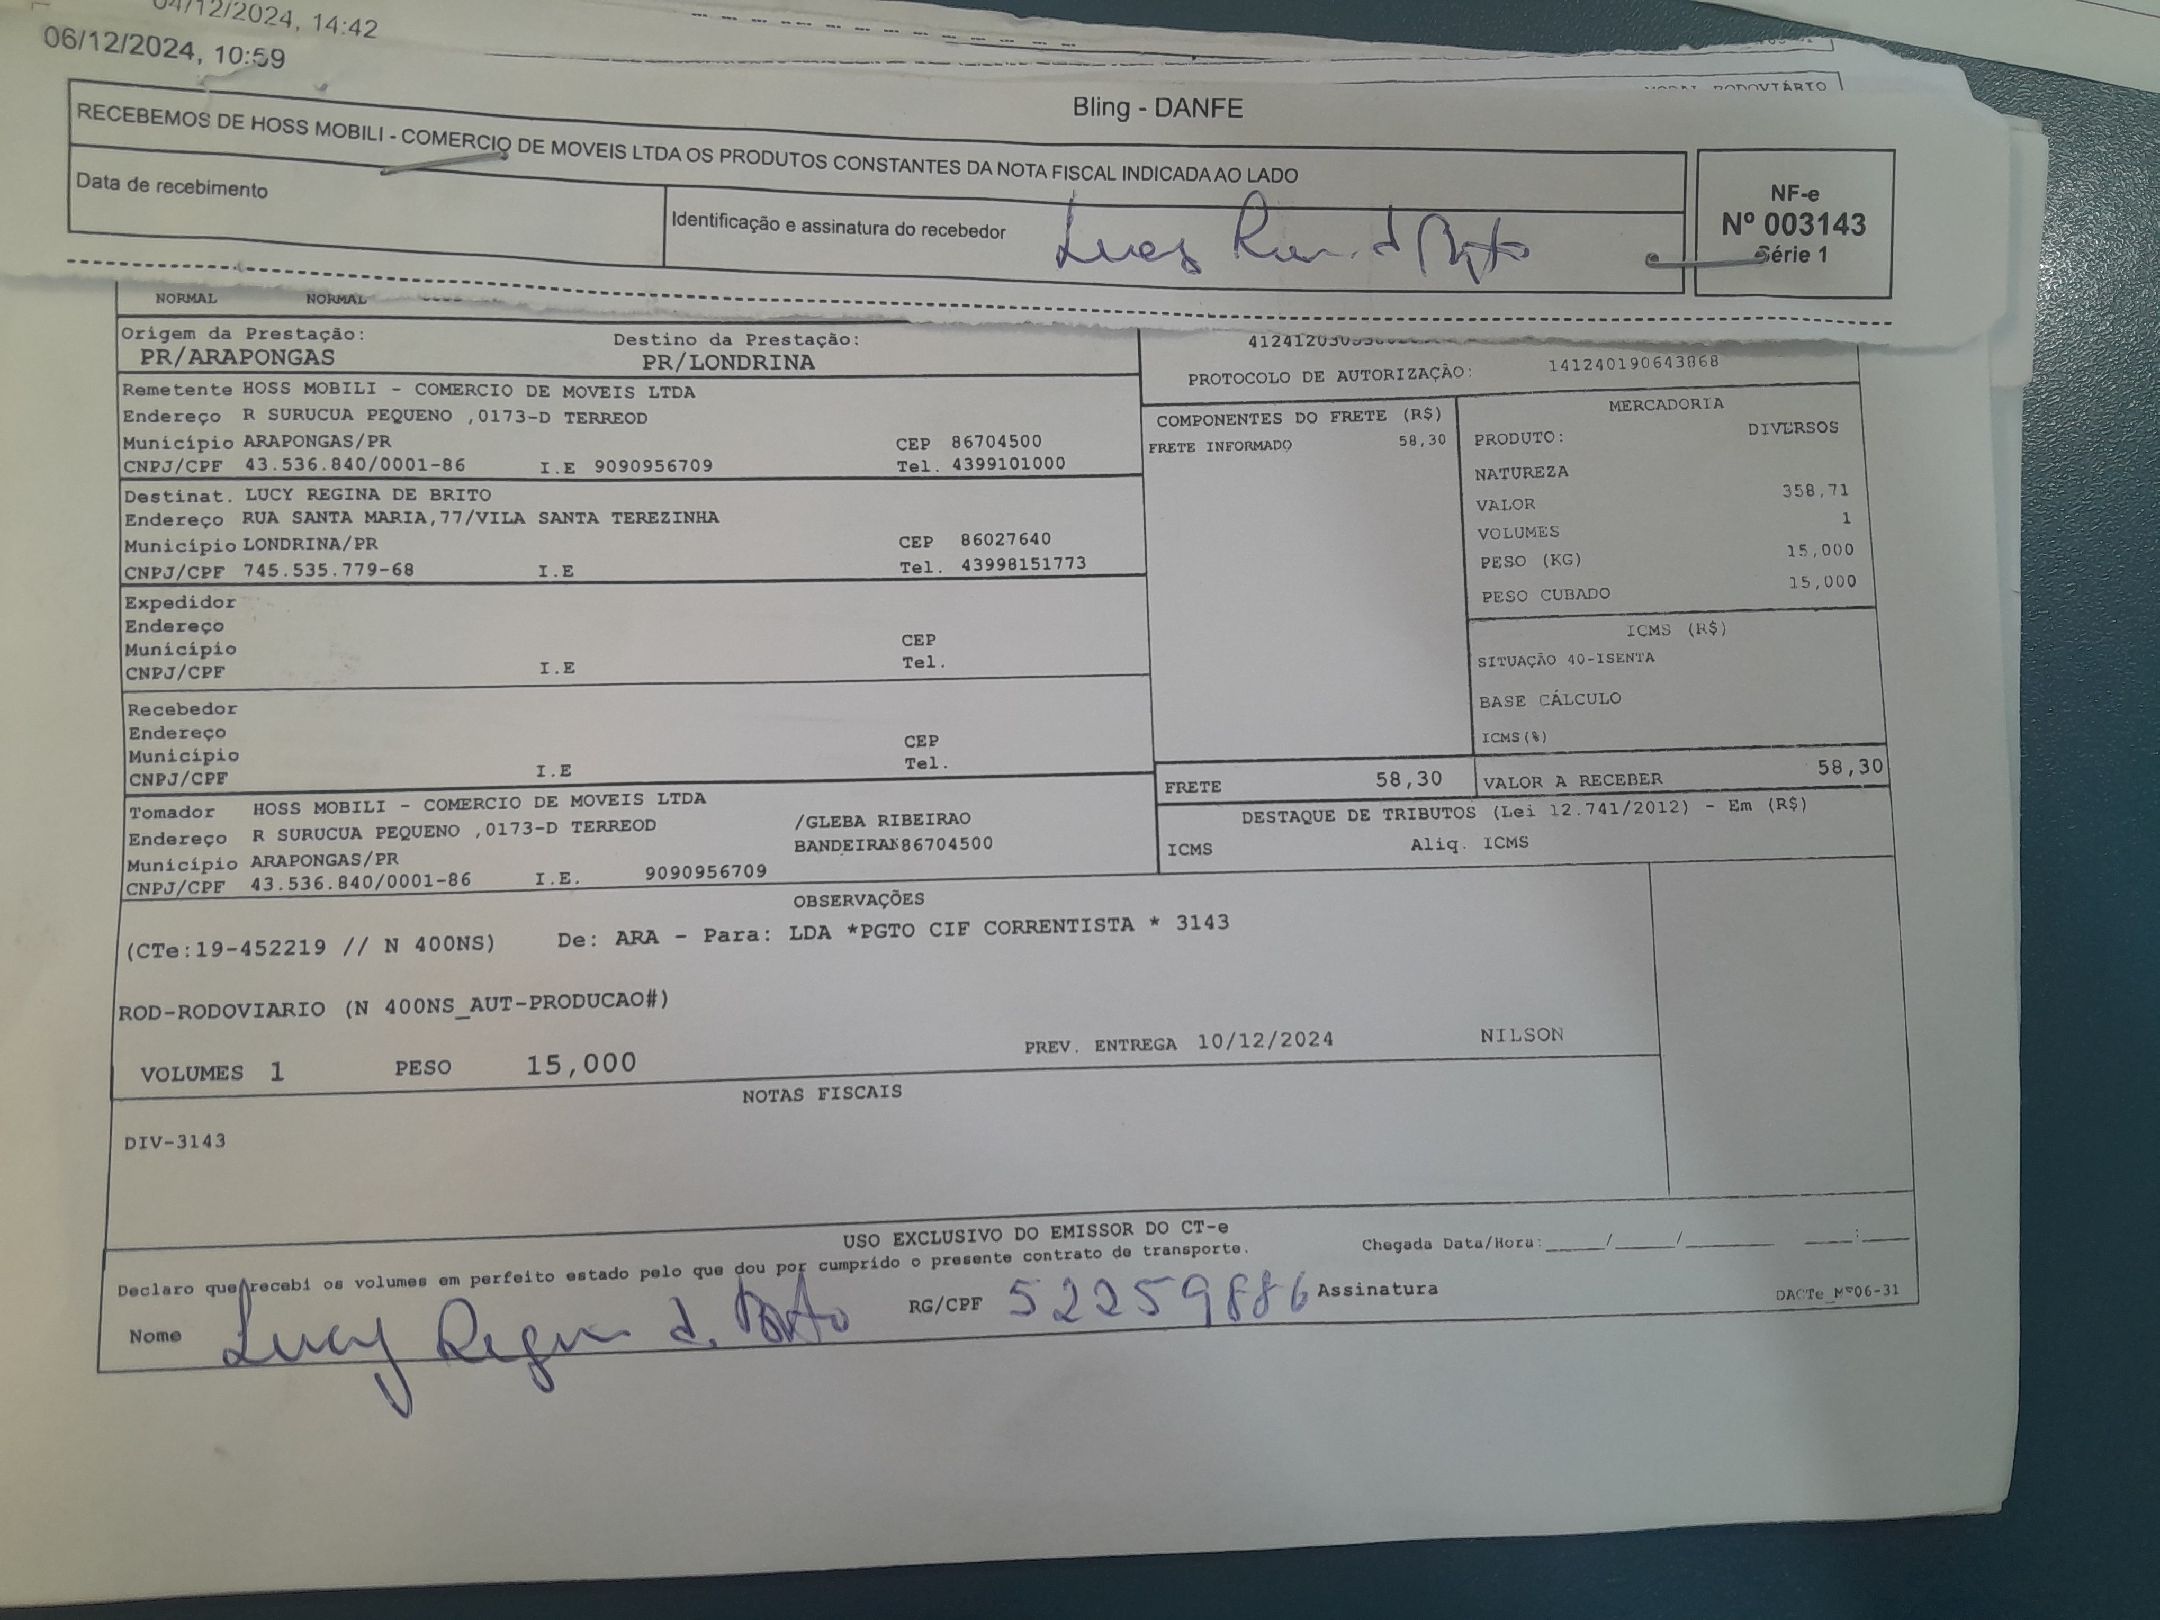 04/12/2024, 14:42
06/12/2024, 10:59
Bling - DANFE
RODOVIÁRIO
RECEBEMOS DE HOSS MOBILI - COMERCIO DE MOVEIS LTDA OS PRODUTOS CONSTANTES DA NOTA FISCAL INDICADA AO LADO
Data de recebimento
Identificação e assinatura do recebedor
NF-e
Nº 003143
Série 1
NORMAL NORMAL
Origem da Prestação: Destino da Prestação:
PR/ARAPONGAS PR/LONDRINA
PROTOCOLO DE AUTORIZAÇÃO: 141240190643868
Remetente HOSS MOBILI - COMERCIO DE MOVEIS LTDA
Endereço R SURUCUA PEQUENO ,0173-D TERREOD
Município ARAPONGAS/PR CEP 86704500
CNPJ/CPF 43.536.840/0001-86 I.E 9090956709 Tel. 4399101000
Destinat. LUCY REGINA DE BRITO
Endereço RUA SANTA MARIA,77/VILA SANTA TEREZINHA
Município LONDRINA/PR CEP 86027640
CNPJ/CPF 745.535.779-68 I.E Tel. 43998151773
Expedidor
Endereço
Município CEP
CNPJ/CPF I.E Tel.
Recebedor
Endereço
Município CEP
CNPJ/CPF I.E Tel.
Tomador HOSS MOBILI - COMERCIO DE MOVEIS LTDA
Endereço R SURUCUA PEQUENO ,0173-D TERREOD /GLEBA RIBEIRAO
Município ARAPONGAS/PR BANDEIRAN86704500
CNPJ/CPF 43.536.840/0001-86 I.E. 9090956709
COMPONENTES DO FRETE (R$)
FRETE INFORMADO 58,30
MERCADORIA
PRODUTO: DIVERSOS
NATUREZA
VALOR 358,71
VOLUMES 1
PESO (KG) 15,000
PESO CUBADO 15,000
ICMS (R$)
SITUAÇÃO 40-ISENTA
BASE CÁLCULO
ICMS(%)
FRETE 58,30 VALOR A RECEBER 58,30
DESTAQUE DE TRIBUTOS (Lei 12.741/2012) - Em (R$)
ICMS Aliq. ICMS
OBSERVAÇÕES
(CTe:19-452219 // N 400NS) De: ARA - Para: LDA *PGTO CIF CORRENTISTA * 3143
ROD-RODOVIARIO (N 400NS_AUT-PRODUCAO#)
VOLUMES 1 PESO 15,000 PREV. ENTREGA 10/12/2024 NILSON
NOTAS FISCAIS
DIV-3143
USO EXCLUSIVO DO EMISSOR DO CT-e
Declaro que recebi os volumes em perfeito estado pelo que dou por cumprido o presente contrato de transporte. Chegada Data/Hora:____/____/______ ____:____
Nome Lucy Regina de Brito RG/CPF 52259886 Assinatura DACTe_Mº06-31